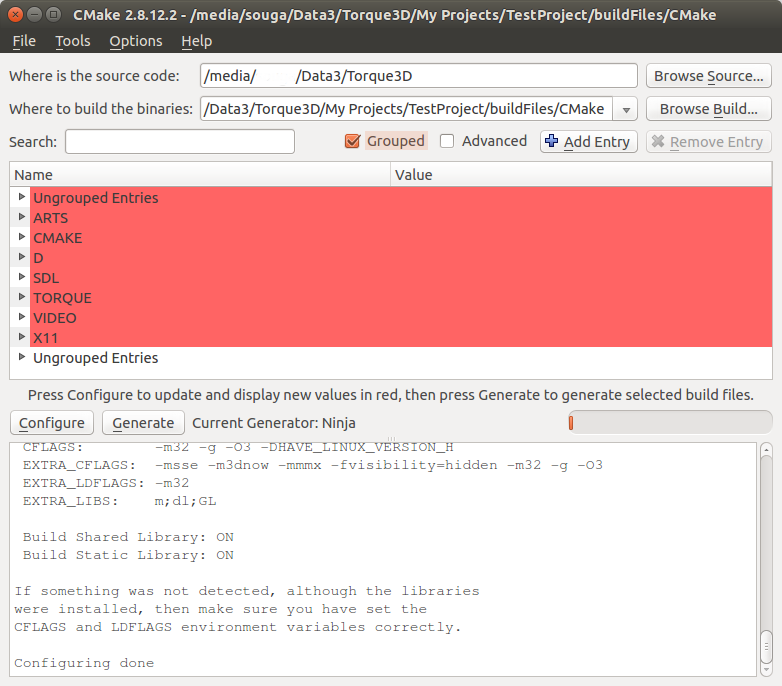 CMake 2.8.12.2 - /media/souga/Data3/Torque3D/My Projects/TestProject/buildFiles/CMake
File Tools Options Help
Where is the source code: /media/ /Data3/Torque3D Browse Source...
Where to build the binaries: /Data3/Torque3D/My Projects/TestProject/buildFiles/CMake Browse Build...
Search: Grouped Advanced Add Entry Remove Entry
Name Value
Ungrouped Entries
ARTS
CMAKE
D
SDL
TORQUE
VIDEO
X11
Ungrouped Entries
Press Configure to update and display new values in red, then press Generate to generate selected build files.
Configure Generate Current Generator: Ninja
CFLAGS: -m32 -g -O3 -DHAVE_LINUX_VERSION_H
EXTRA_CFLAGS: -msse -m3dnow -mmmx -fvisibility=hidden -m32 -g -O3
EXTRA_LDFLAGS: -m32
EXTRA_LIBS: m;dl;GL
Build Shared Library: ON
Build Static Library: ON
If something was not detected, although the libraries
were installed, then make sure you have set the
CFLAGS and LDFLAGS environment variables correctly.
Configuring done